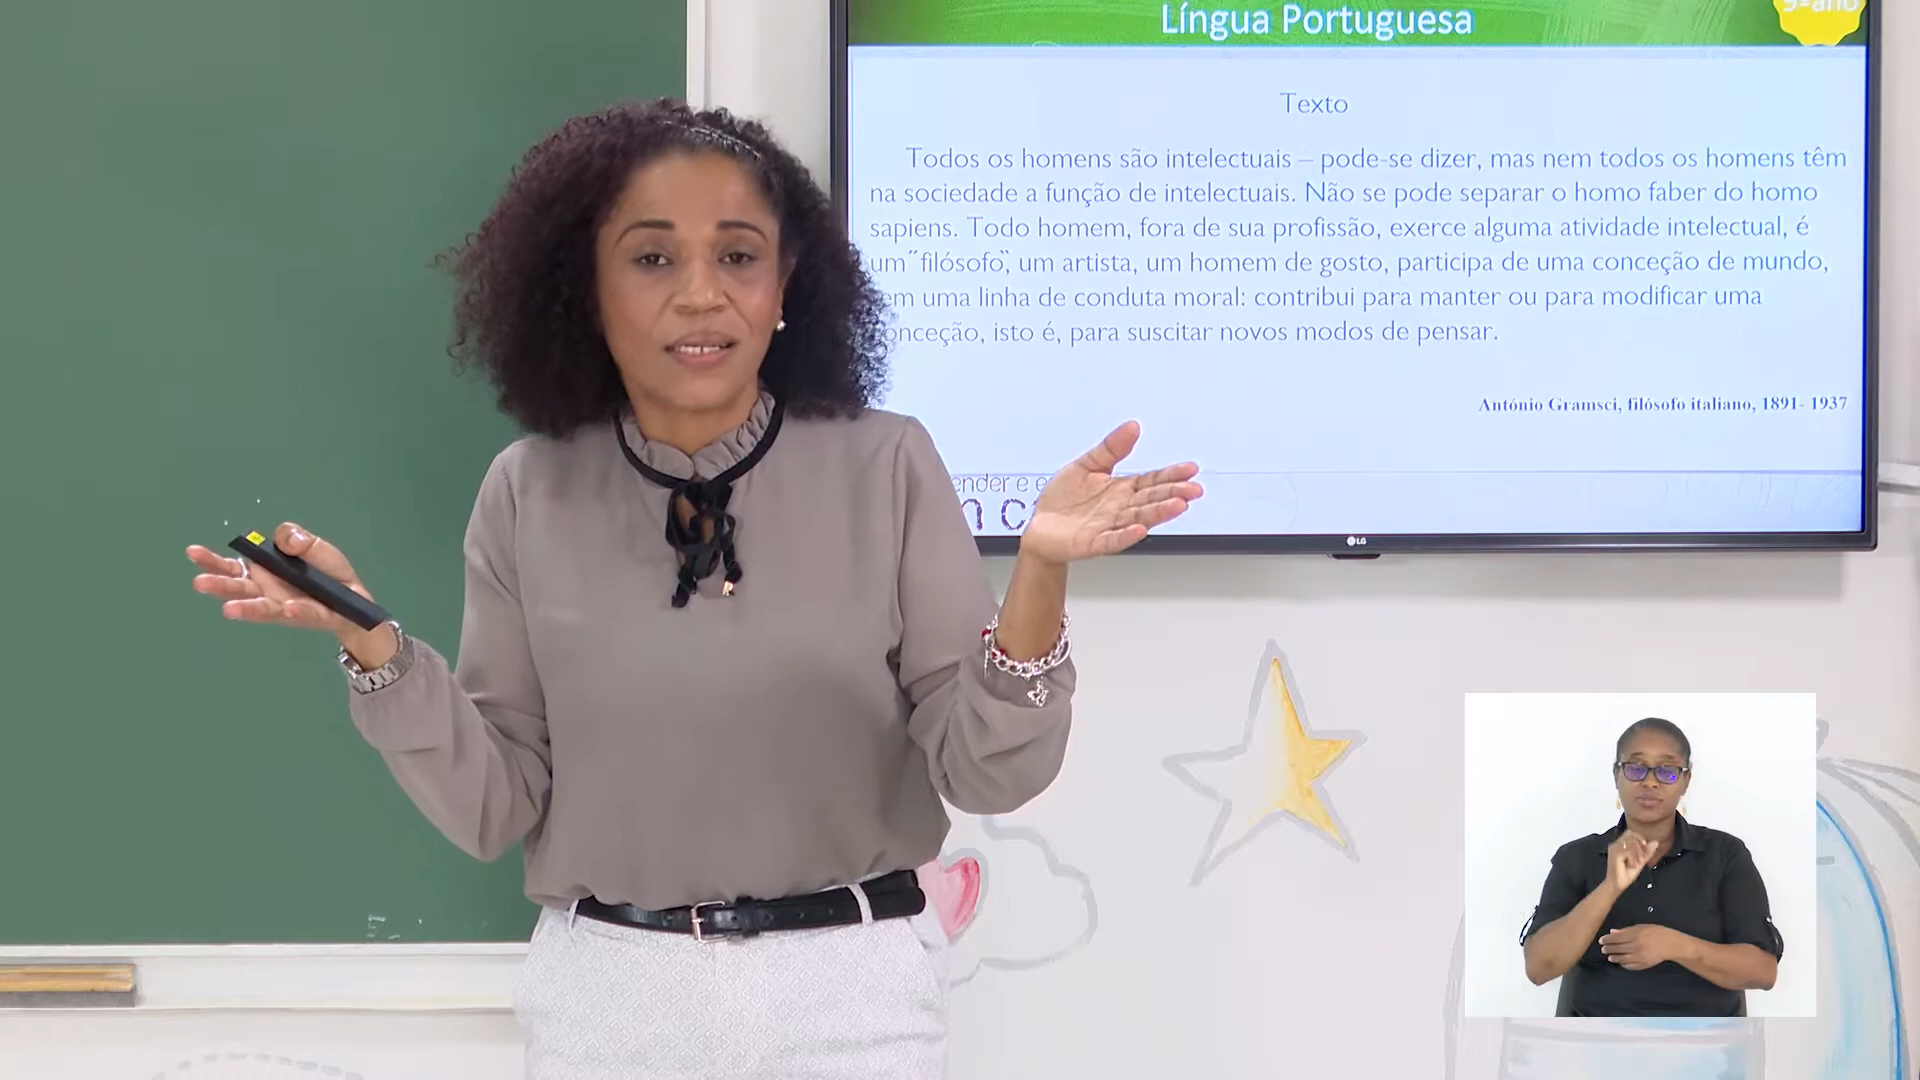 Língua Portuguesa
9ºano
Texto
Todos os homens são intelectuais – pode-se dizer, mas nem todos os homens têm
na sociedade a função de intelectuais. Não se pode separar o homo faber do homo
sapiens. Todo homem, fora de sua profissão, exerce alguma atividade intelectual, é
um "filósofo", um artista, um homem de gosto, participa de uma conceção de mundo,
uma linha de conduta moral: contribui para manter ou para modificar uma
isto é, para suscitar novos modos de pensar.
António Gramsci, filósofo italiano, 1891- 1937
LG